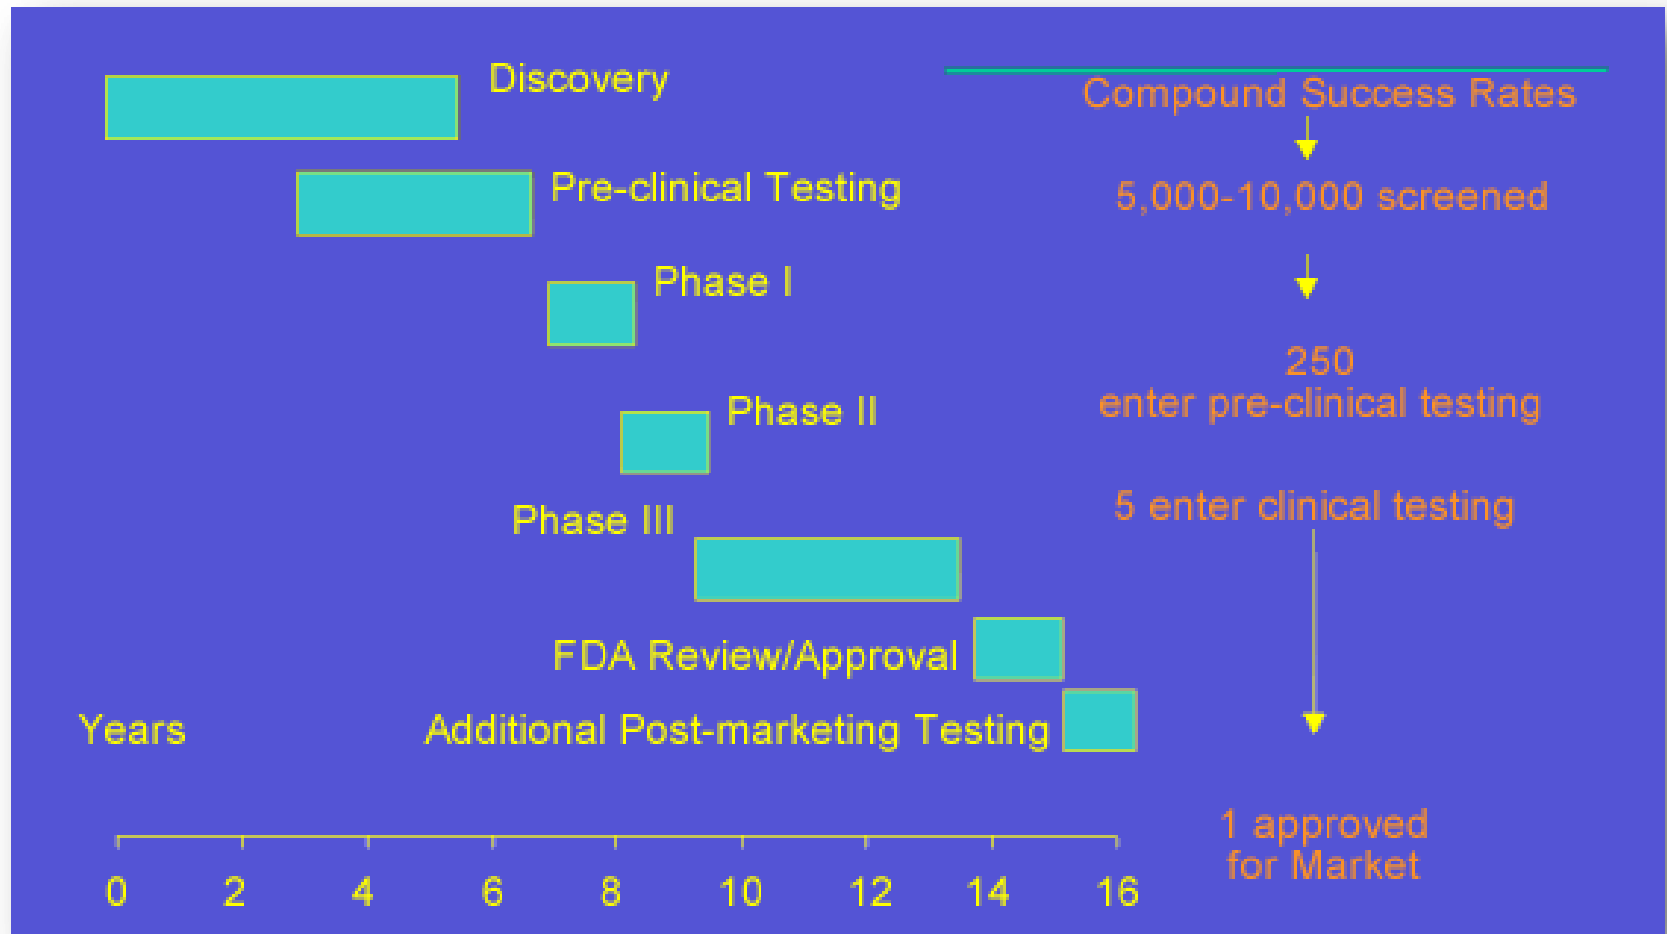 Discovery
Compound Success Rates
Pre-clinical Testing
5,000-10,000 screened
Phase I
250
enter pre-clinical testing
Phase II
5 enter clinical testing
Phase III
FDA Review/Approval
Years
Additional Post-marketing Testing
1 approved
for Market
0 2 4 6 8 10 12 14 16